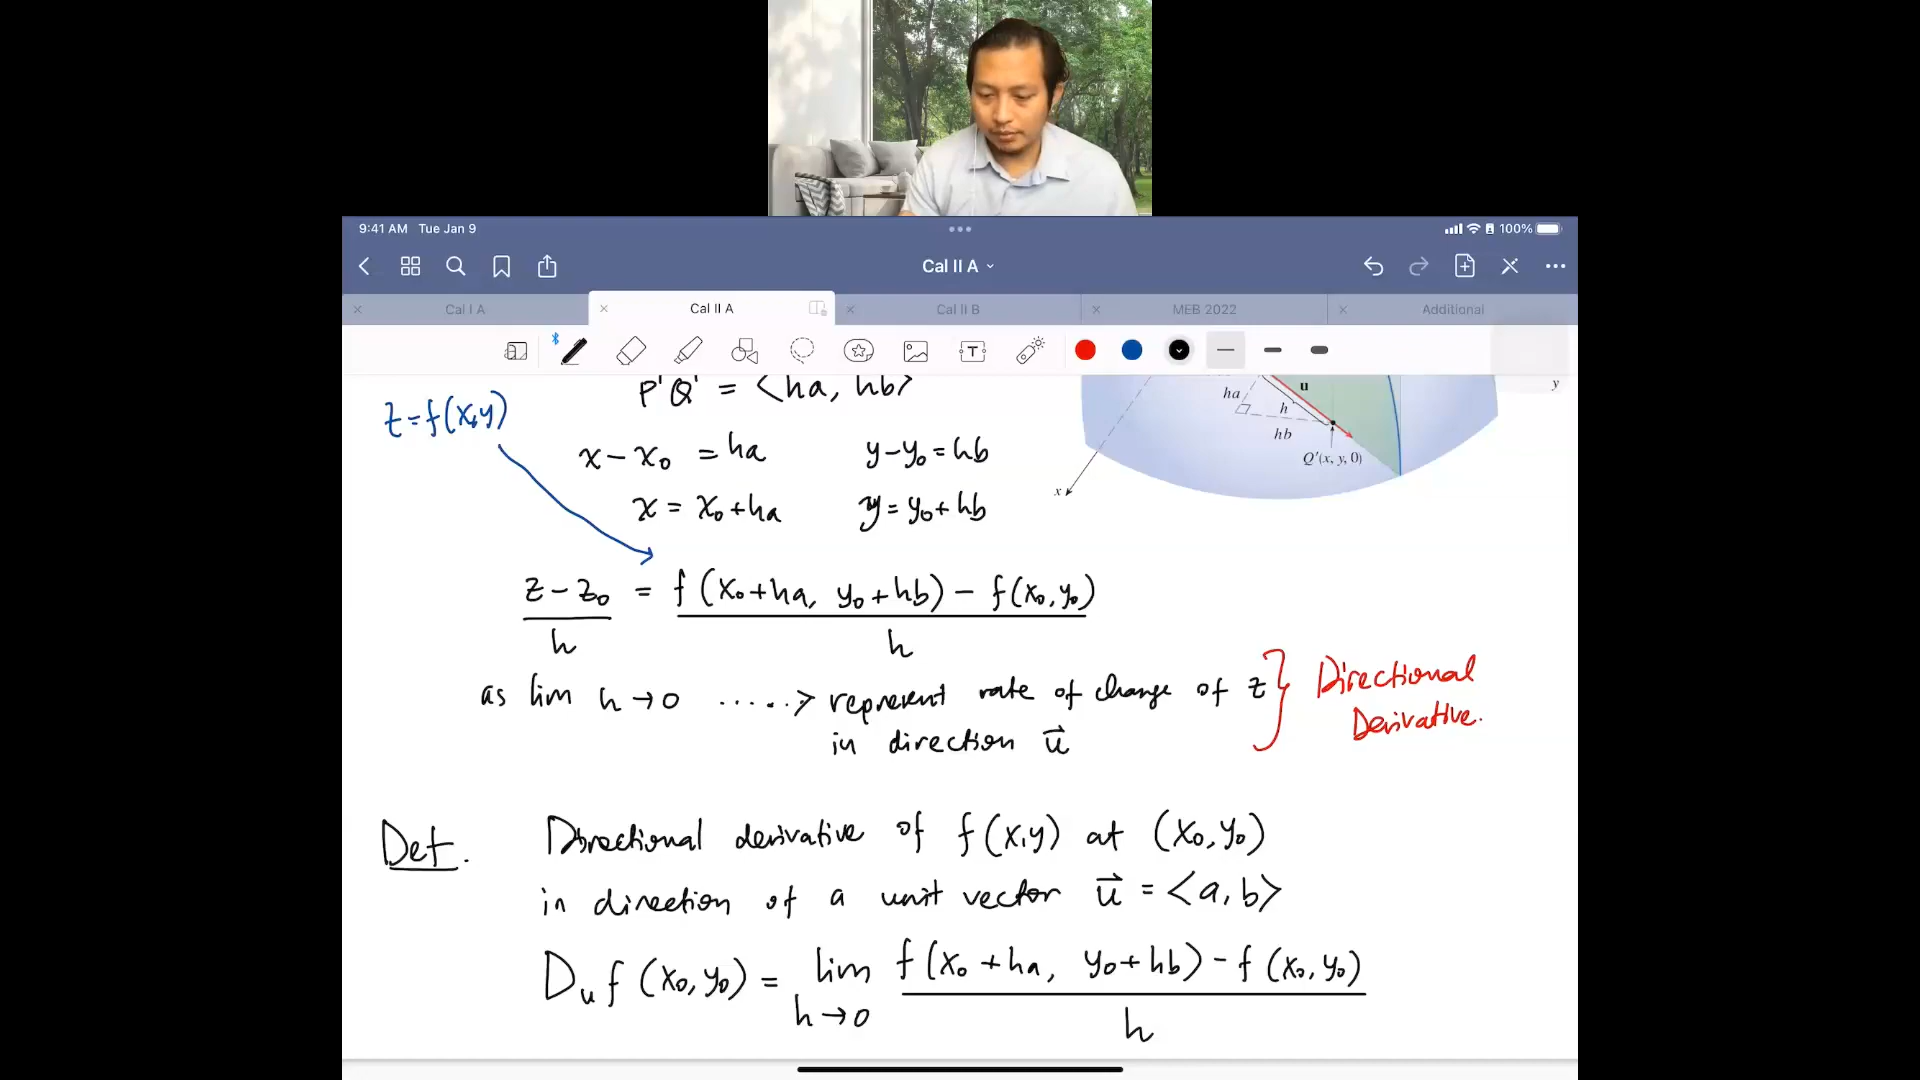 9:41 AM Tue Jan 9
100%
Cal II A
Cal I A
Cal II A
Cal II B
MEB 2022
Additional
T
P'Q' = <ha, hb>
z=f(x,y)
x-x₀ = ha
y-y₀=hb
x = x₀+ha
y=y₀+hb
u
ha
h
hb
Q'(x, y, 0)
x
y
z-z₀ / h = f(x₀+ha, y₀+hb) - f(x₀,y₀) / h
as lim h→0 ......> represent rate of change of z
in direction u⃗
} Directional
Derivative.
Def.
Directional derivative of f(x,y) at (x₀,y₀)
in direction of a unit vector u⃗ = <a,b>
Dᵤf(x₀,y₀) = lim h→0 f(x₀+ha, y₀+hb) - f(x₀,y₀) / h